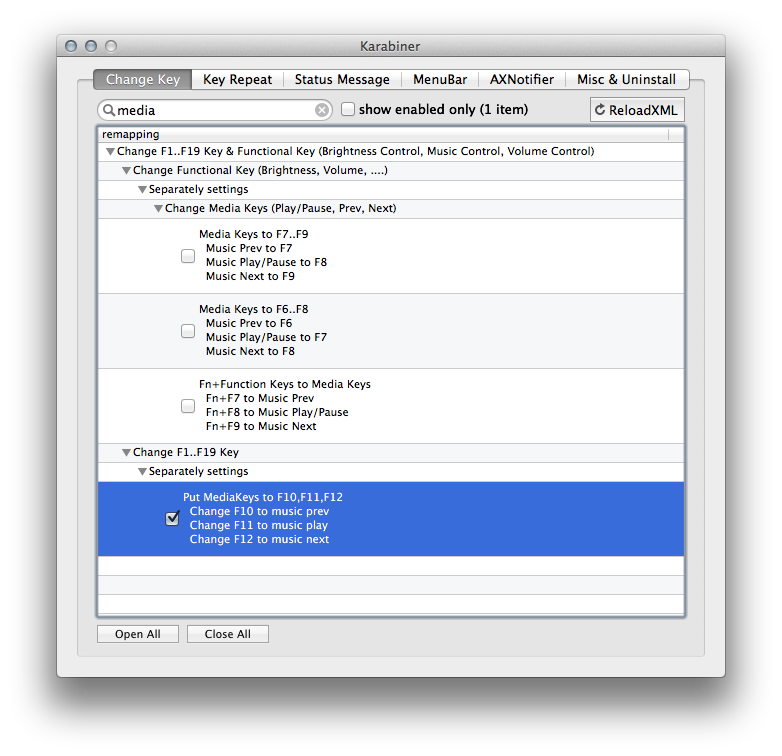 Karabiner
Change Key Key Repeat Status Message MenuBar AXNotifier Misc & Uninstall
media show enabled only (1 item) ReloadXML
remapping
Change F1..F19 Key & Functional Key (Brightness Control, Music Control, Volume Control)
Change Functional Key (Brightness, Volume, ....)
Separately settings
Change Media Keys (Play/Pause, Prev, Next)
Media Keys to F7..F9
Music Prev to F7
Music Play/Pause to F8
Music Next to F9
Media Keys to F6..F8
Music Prev to F6
Music Play/Pause to F7
Music Next to F8
Fn+Function Keys to Media Keys
Fn+F7 to Music Prev
Fn+F8 to Music Play/Pause
Fn+F9 to Music Next
Change F1..F19 Key
Separately settings
Put MediaKeys to F10,F11,F12
Change F10 to music prev
Change F11 to music play
Change F12 to music next
Open All Close All